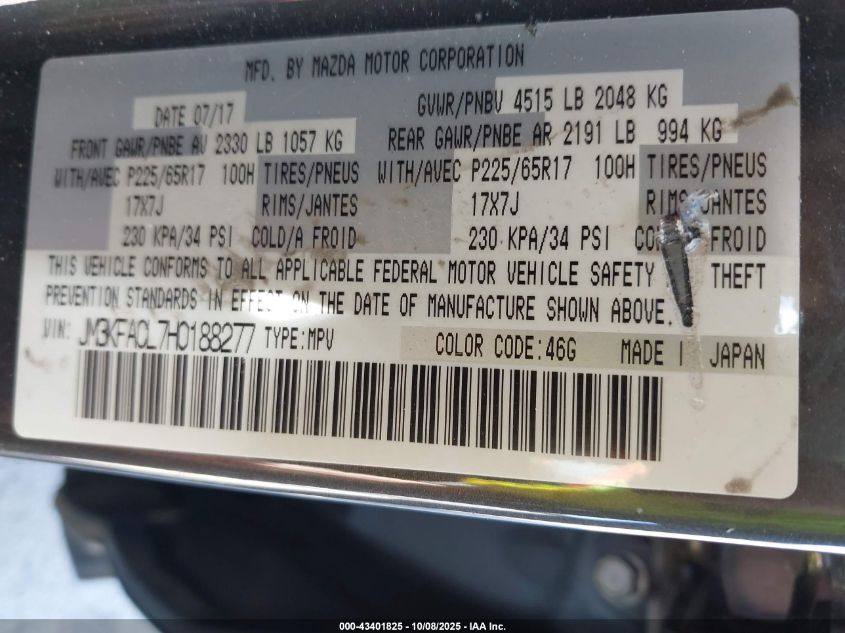 MFD. BY MAZDA MOTOR CORPORATION
DATE 07/17 GVWR/PNBV 4515 LB 2048 KG
FRONT GAWR/PNBE AV 2330 LB 1057 KG REAR GAWR/PNBE AR 2191 LB 994 KG
WITH/AVEC P225/65R17 100H TIRES/PNEUS WITH/AVEC P225/65R17 100H TIRES/PNEUS
17X7J RIMS/JANTES 17X7J RIMS/JANTES
230 KPA/34 PSI COLD/A FROID 230 KPA/34 PSI FROID
THIS VEHICLE CONFORMS TO ALL APPLICABLE FEDERAL MOTOR VEHICLE SAFETY THEFT
PREVENTION STANDARDS IN EFFECT ON THE DATE OF MANUFACTURE SHOWN ABOVE.
VIN: JM3KFACL7H0188277 TYPE:MPV COLOR CODE:46G MADE JAPAN
000-43401825 - 10/08/2025 - IAA Inc.